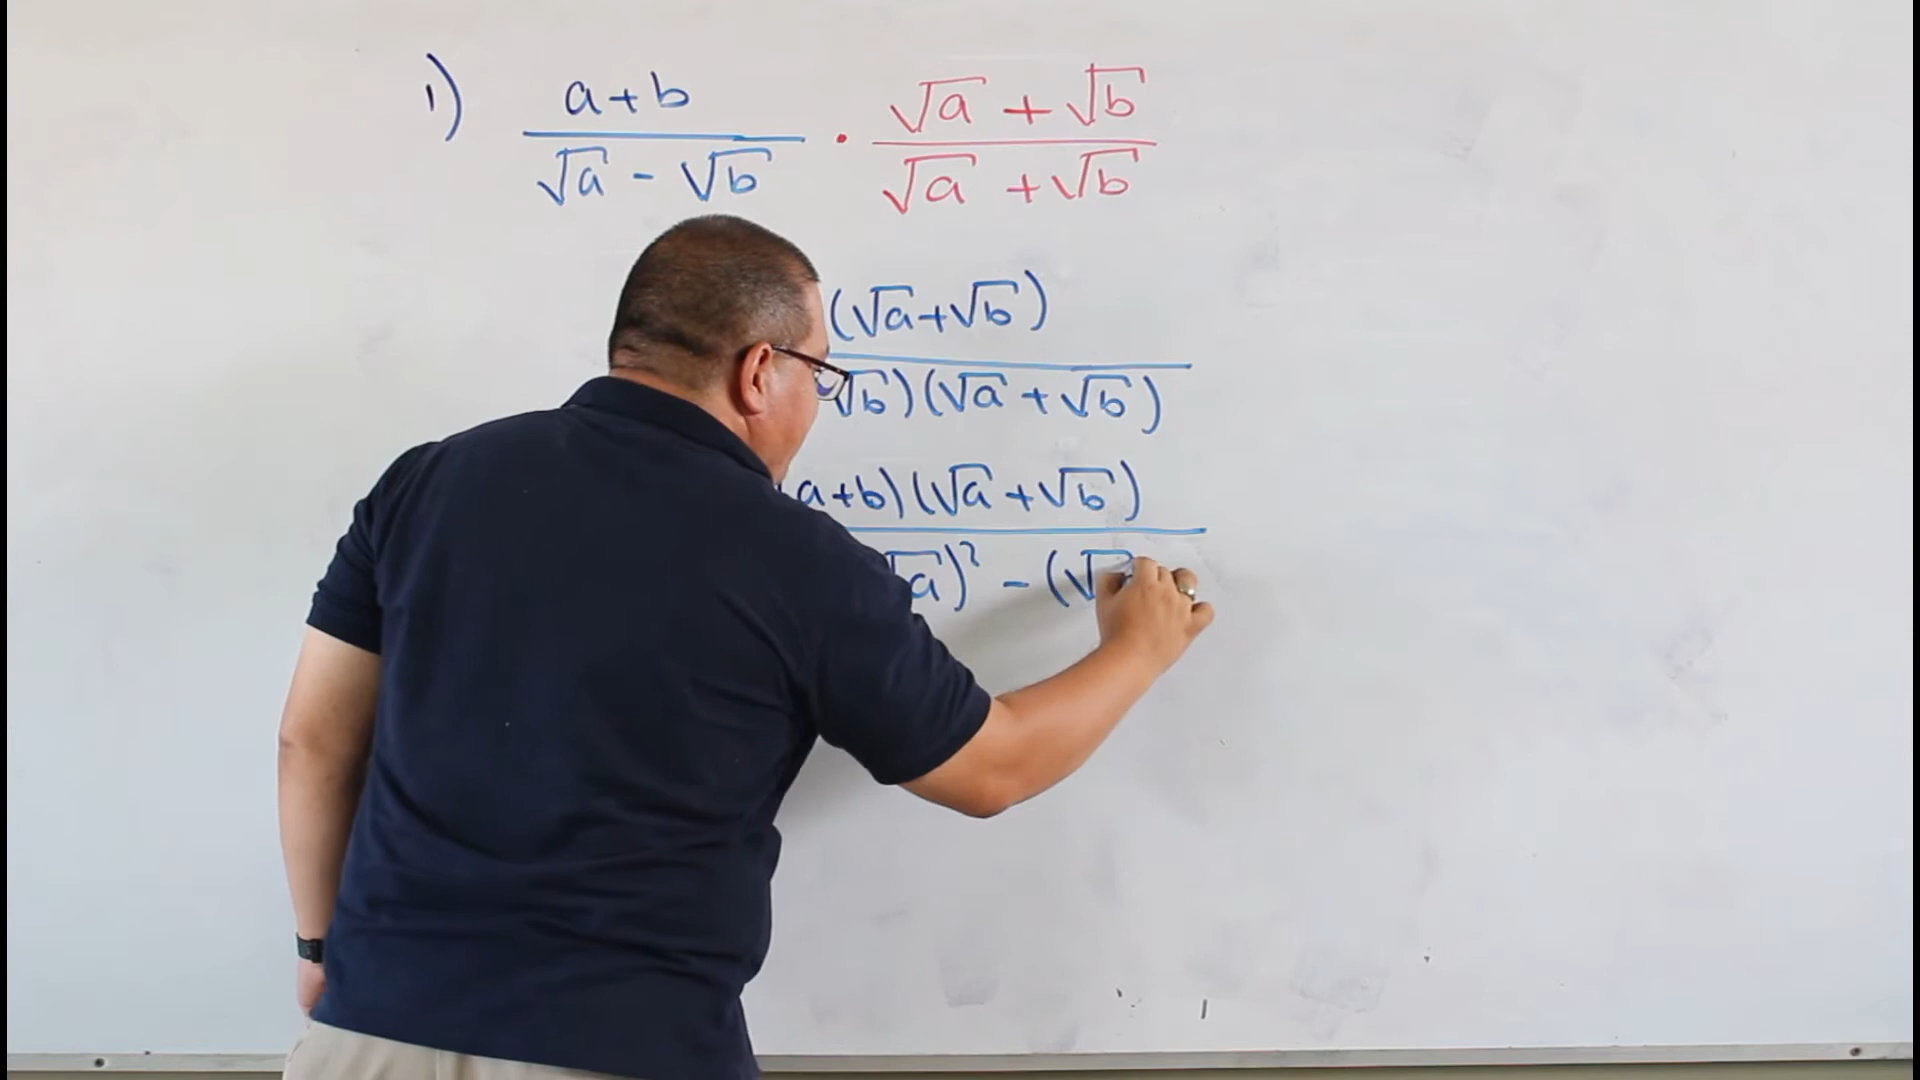 1) a+b / √a - √b · √a + √b / √a + √b
(√a+√b)
√b)(√a + √b)
a+b)(√a + √b)
√a)² - (√